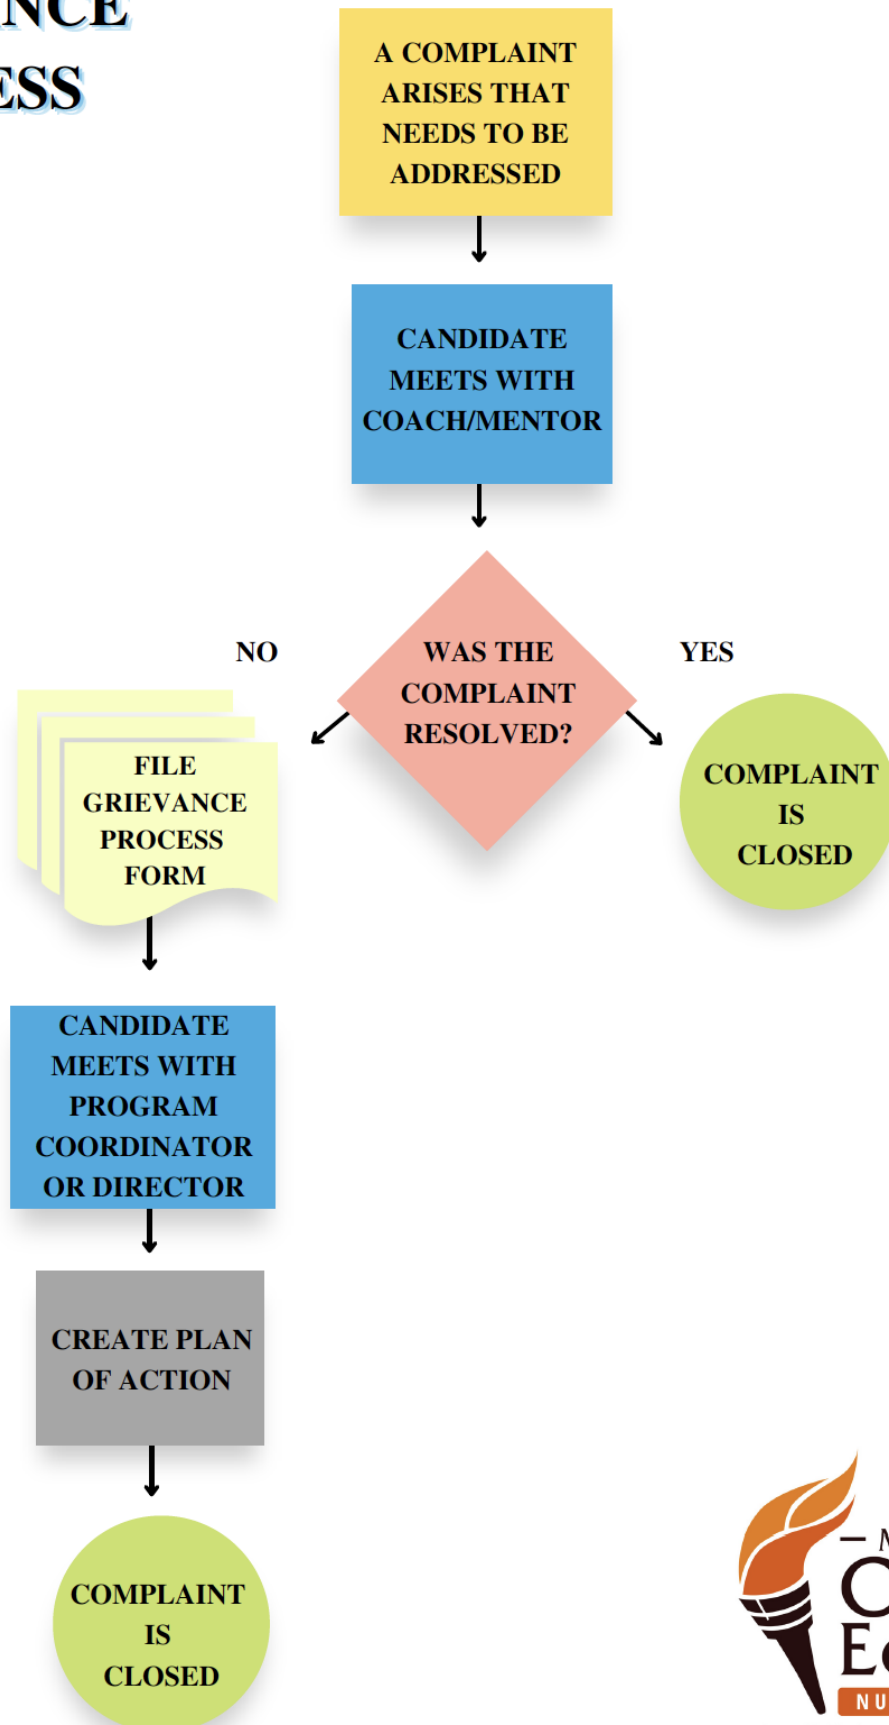 A COMPLAINT
ARISES THAT
NEEDS TO BE
ADDRESSED
CANDIDATE
MEETS WITH
COACH/MENTOR
NO
WAS THE
COMPLAINT
RESOLVED?
YES
FILE
GRIEVANCE
PROCESS
FORM
COMPLAINT
IS
CLOSED
CANDIDATE
MEETS WITH
PROGRAM
COORDINATOR
OR DIRECTOR
CREATE PLAN
OF ACTION
COMPLAINT
IS
CLOSED